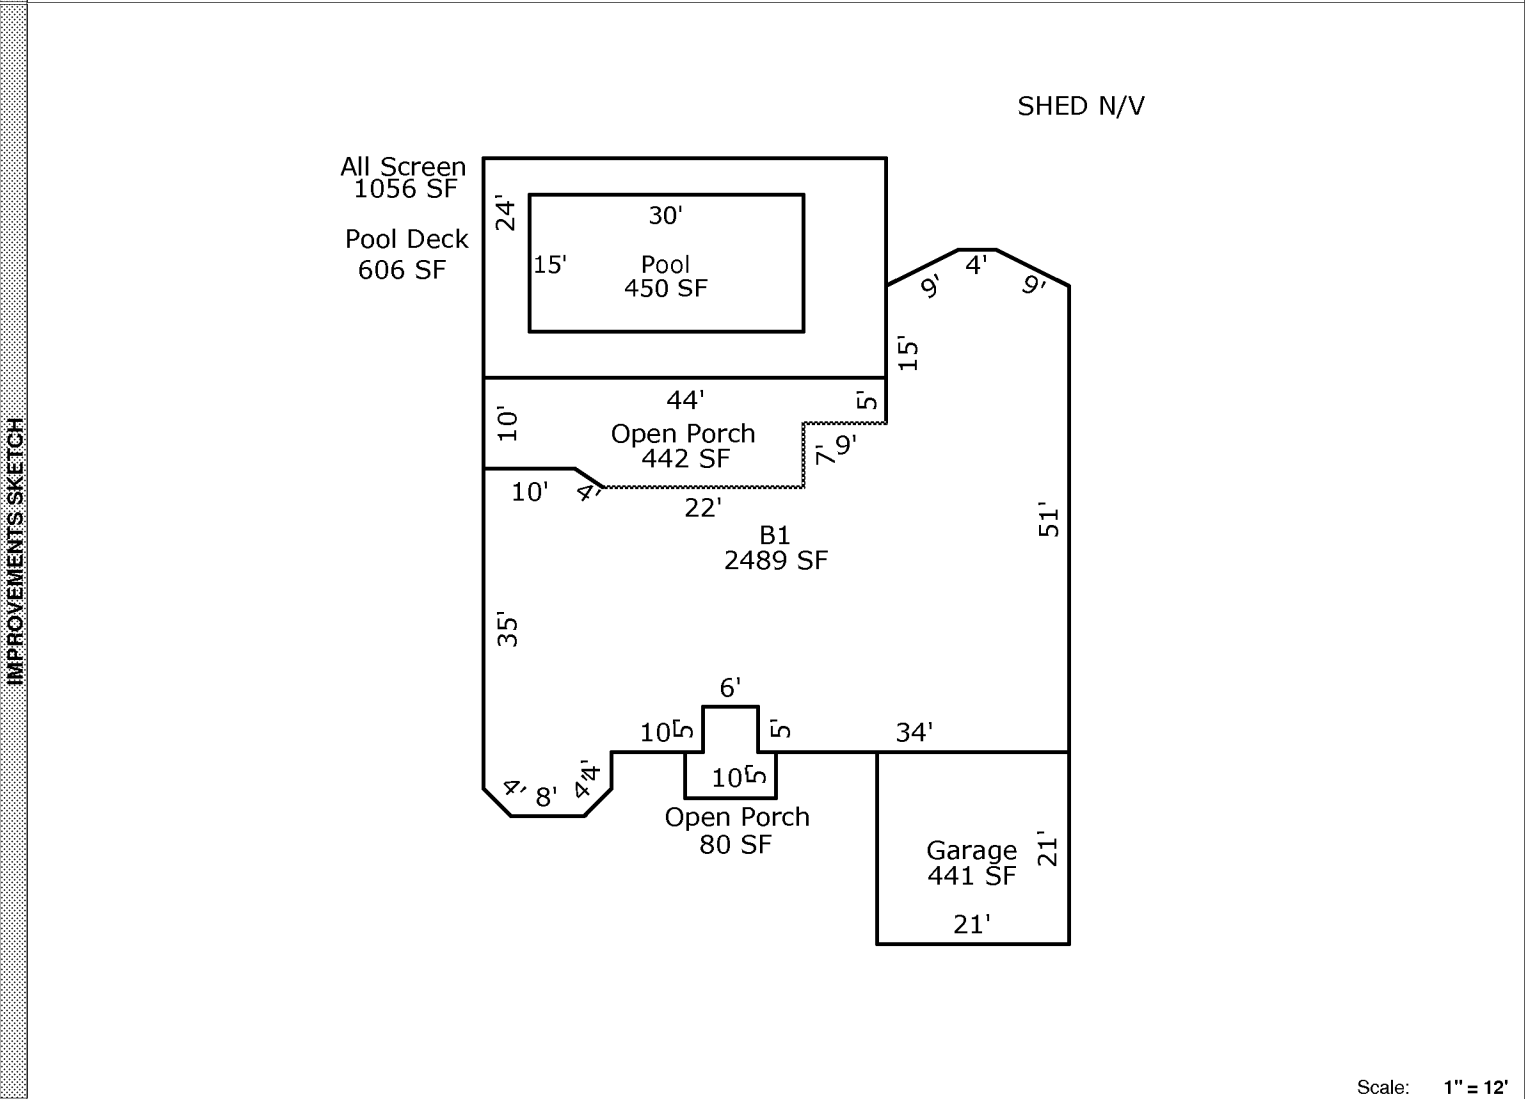 SHED N/V
All Screen
1056 SF
24'
30'
Pool Deck
606 SF
15'
Pool
450 SF
9'
4'
9'
15'
44'
5'
10'
Open Porch
442 SF
7'
9'
10'
4'
22'
51'
B1
2489 SF
IMPROVEMENTS SKETCH
35'
6'
10'
5'
5'
34'
4'
8'
4'
4'
10'
5'
Open Porch
80 SF
Garage
441 SF
21'
21'
Scale: 1" = 12'